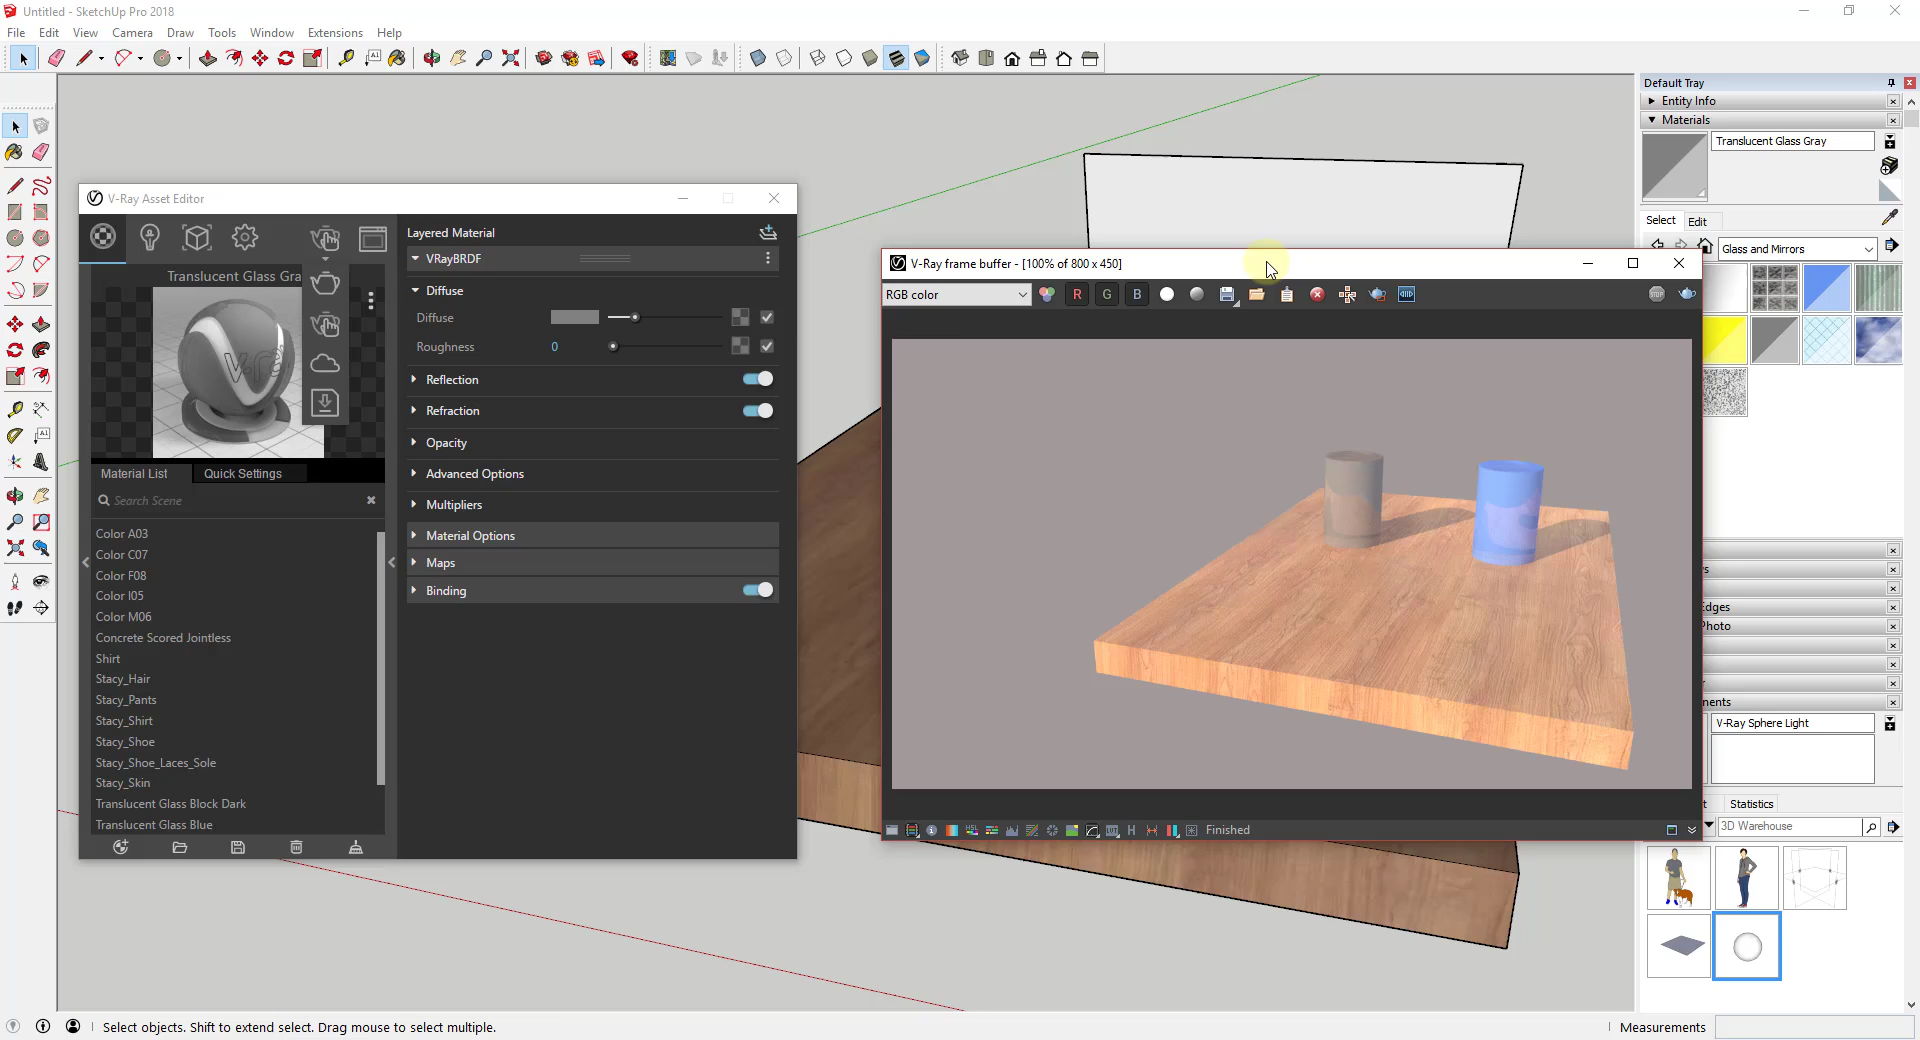 Untitled - SketchUp Pro 2018
File Edit View Camera Draw Tools Window Extensions Help
Default Tray
Entity Info
Materials
Translucent Glass Gray
Select Edit
Glass and Mirrors
V-Ray Asset Editor
Translucent Glass Gra
Material List Quick Settings
Search Scene
Color A03
Color C07
Color F08
Color I05
Color M06
Concrete Scored Jointless
Shirt
Stacy_Hair
Stacy_Pants
Stacy_Shirt
Stacy_Shoe
Stacy_Shoe_Laces_Sole
Stacy_Skin
Translucent Glass Block Dark
Translucent Glass Blue
Layered Material
VRayBRDF
Diffuse
Diffuse
Roughness 0
Reflection
Refraction
Opacity
Advanced Options
Multipliers
Material Options
Maps
Binding
V-Ray frame buffer - [100% of 800 x 450]
RGB color R G B
STOP
HSL
LUT
H
Finished
Edges
Photo
nents
V-Ray Sphere Light
t Statistics
3D Warehouse
Select objects. Shift to extend select. Drag mouse to select multiple.
Measurements